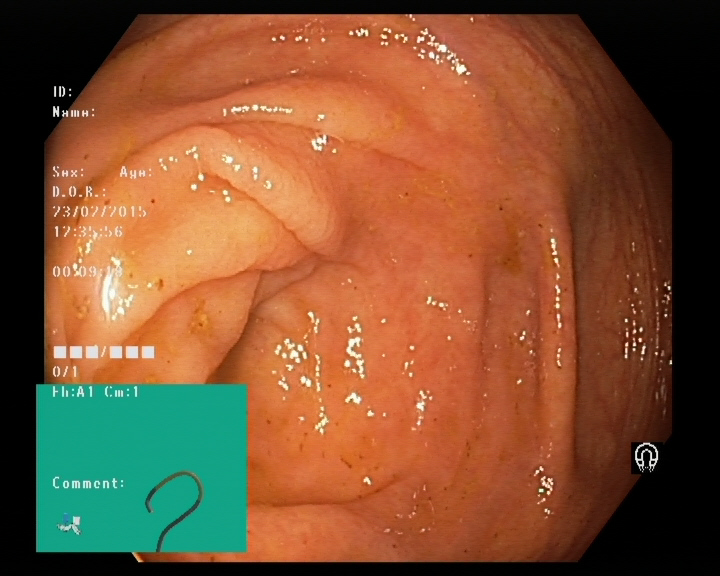 ID:
Name:
Sex: Age:
D.O.B.:
23/02/2015
12:35:56
00:09:18
/
0/1
Eh:A1 Cm:1
Comment: